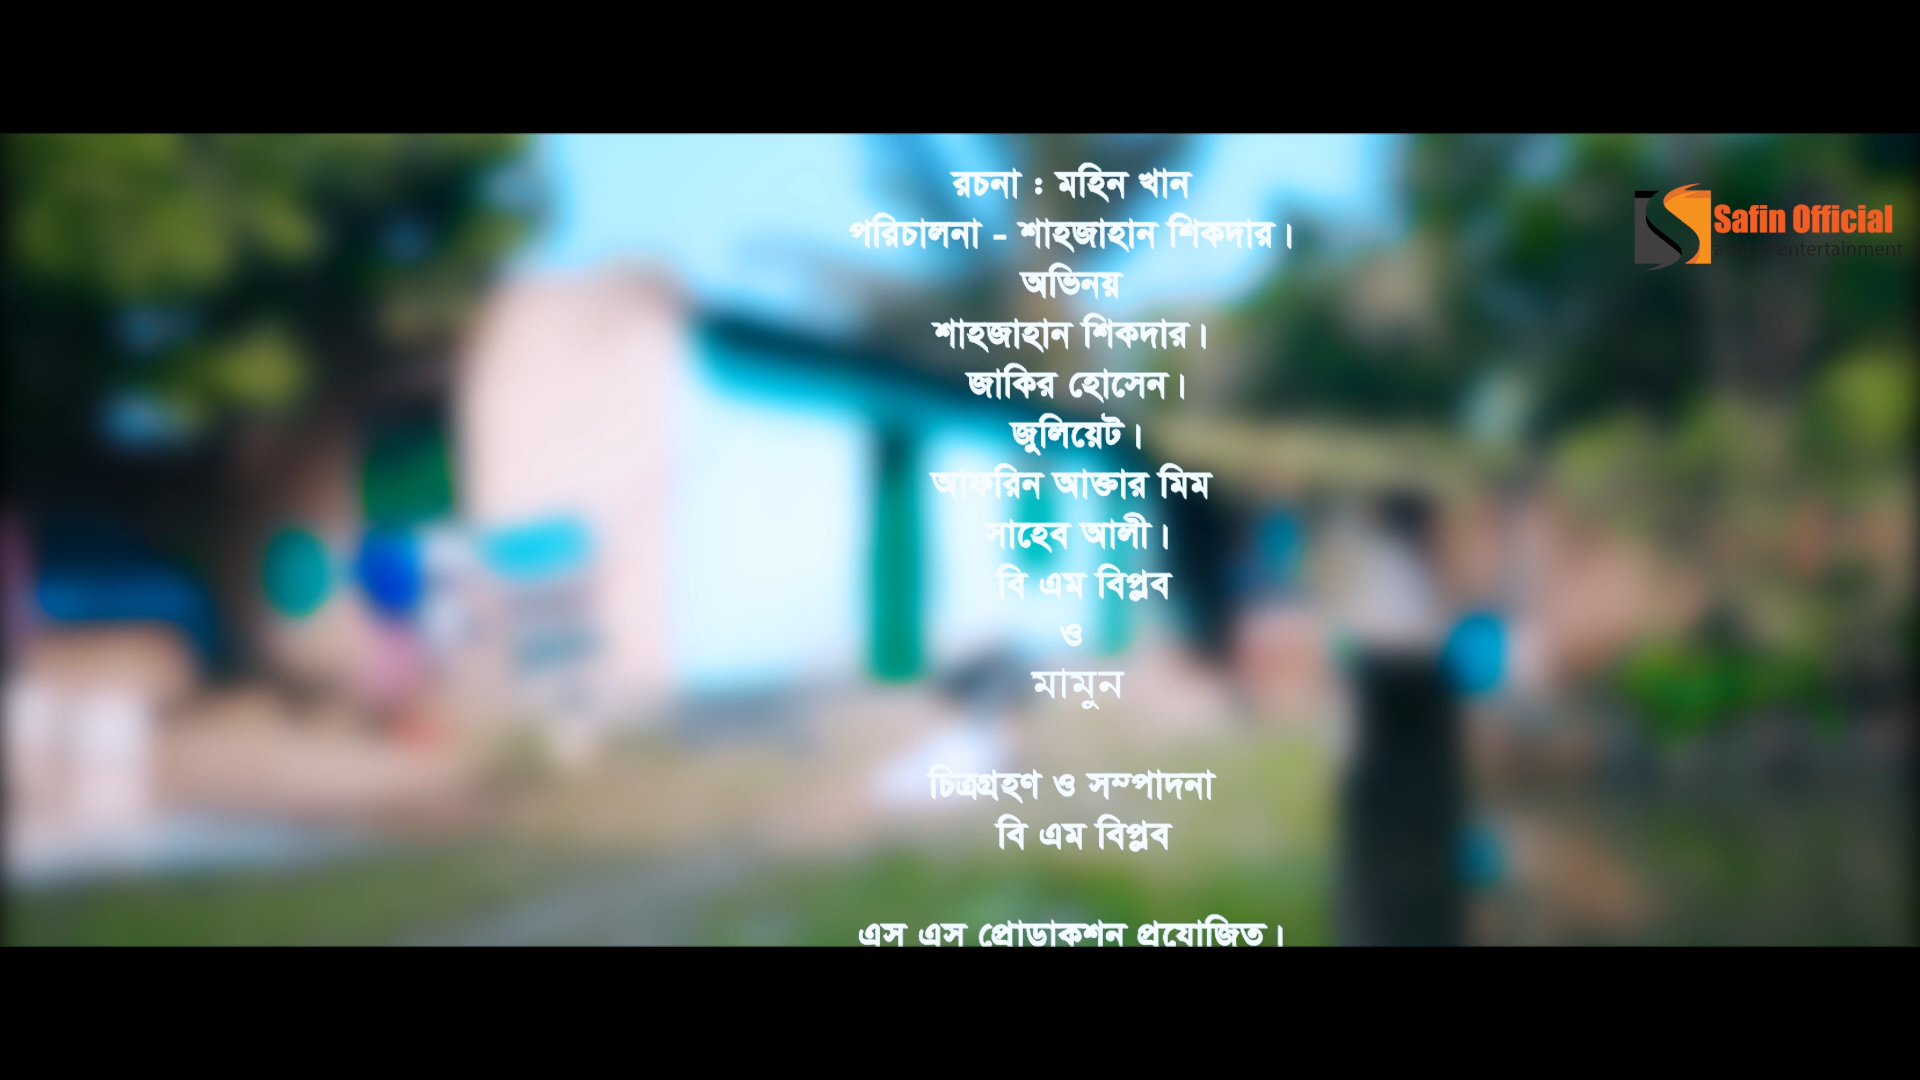 রচনা : মহিন খান
পরিচালনা - শাহজাহান শিকদার।
অভিনয়
শাহজাহান শিকদার।
জাকির হোসেন।
জুলিয়েট।
আফরিন আক্তার মিম
সাহেব আলী।
বি এম বিপ্লব
ও
মামুন
চিত্রগ্রহণ ও সম্পাদনা
বি এম বিপ্লব
এস এস প্রোডাকশন প্রযোজিত।
Safin Official
entertainment